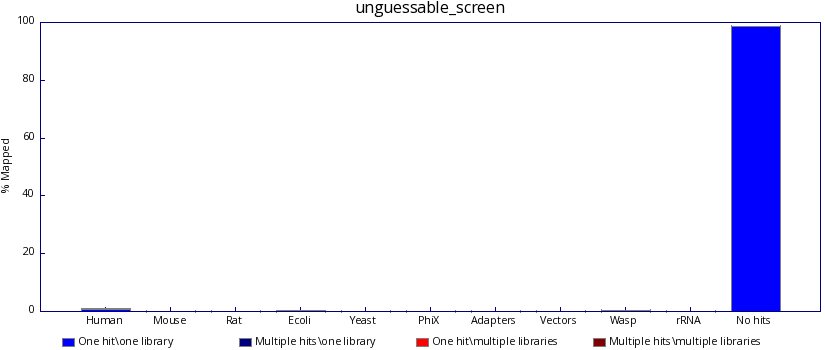 unguessable_screen
% Mapped
100
80
60
40
20
0
Human Mouse Rat Ecoli Yeast PhiX Adapters Vectors Wasp rRNA No hits
One hit\one library Multiple hits\one library One hit\multiple libraries Multiple hits\multiple libraries